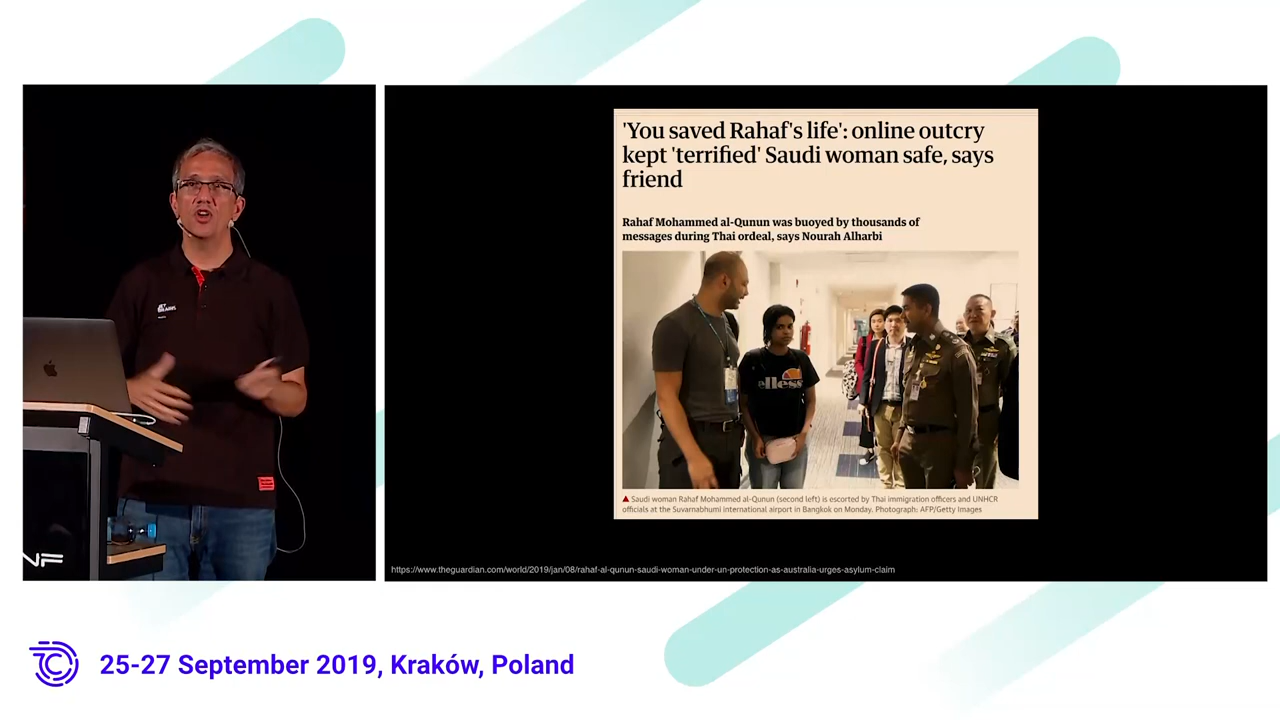 JET
BRAINS
NF
'You saved Rahaf's life': online outcry
kept 'terrified' Saudi woman safe, says
friend
Rahaf Mohammed al-Qunun was buoyed by thousands of
messages during Thai ordeal, says Nourah Alharbi
ellesse
Saudi woman Rahaf Mohammed al-Qunun (second left) is escorted by Thai immigration officers and UNHCR
officials at the Suvarnabhumi international airport in Bangkok on Monday. Photograph: AFP/Getty Images
https://www.theguardian.com/world/2019/jan/08/rahaf-al-qunun-saudi-woman-under-un-protection-as-australia-urges-asylum-claim
25-27 September 2019, Kraków, Poland